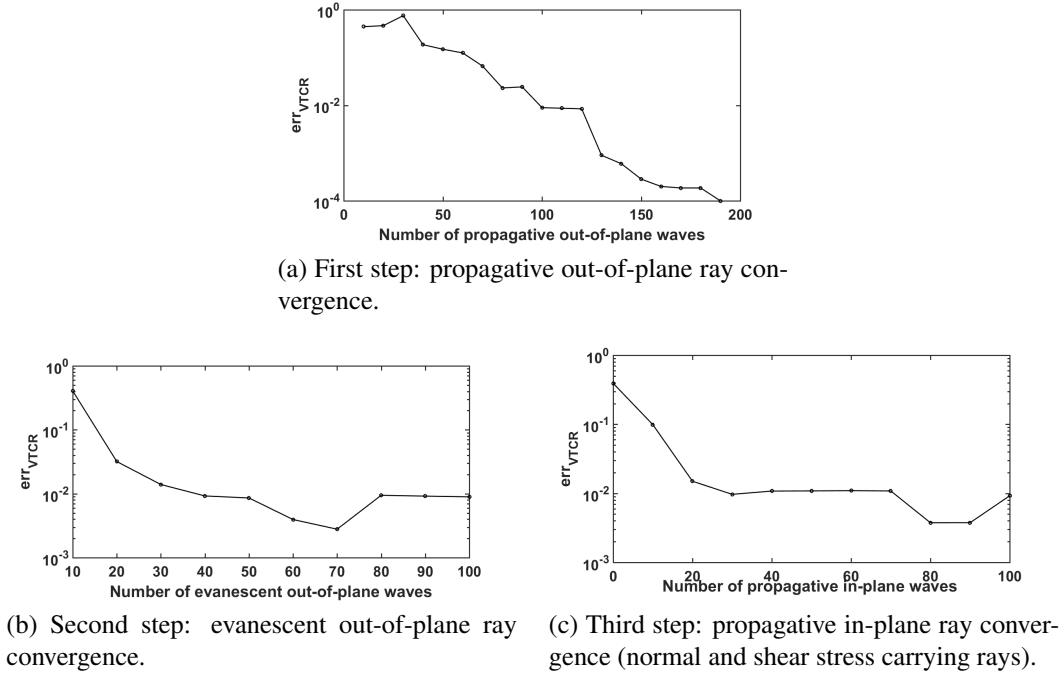 10^0
10^-2
10^-4
err_VTCR
0 50 100 150 200
Number of propagative out-of-plane waves
(a) First step: propagative out-of-plane ray con-
vergence.
10^0
10^-1
10^-2
10^-3
err_VTCR
10 20 30 40 50 60 70 80 90 100
Number of evanescent out-of-plane waves
(b) Second step: evanescent out-of-plane ray
convergence.
10^0
10^-1
10^-2
10^-3
err_VTCR
0 20 40 60 80 100
Number of propagative in-plane waves
(c) Third step: propagative in-plane ray conver-
gence (normal and shear stress carrying rays).